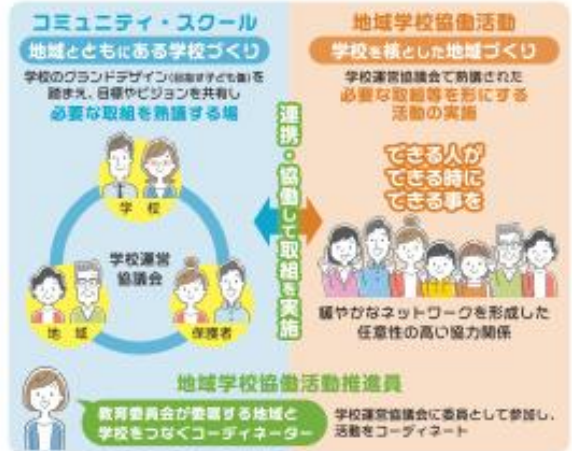 コミュニティ・スクール
地域とともにある学校づくり
学校のグランドデザイン(目指す子ども像)を
踏まえ、目標やビジョンを共有し
必要な取組を熟議する場
学校
学校運営
協議会
地域
保護者
連携・協働して取組を実施
地域学校協働活動
学校を核とした地域づくり
学校運営協議会で熟議された
必要な取組等を形にする
活動の実施
できる人が
できる時に
できる事を
緩やかなネットワークを形成した
任意性の高い協力関係
地域学校協働活動推進員
教育委員会が委嘱する地域と
学校をつなぐコーディネーター
学校運営協議会に委員として参加し、
活動をコーディネート